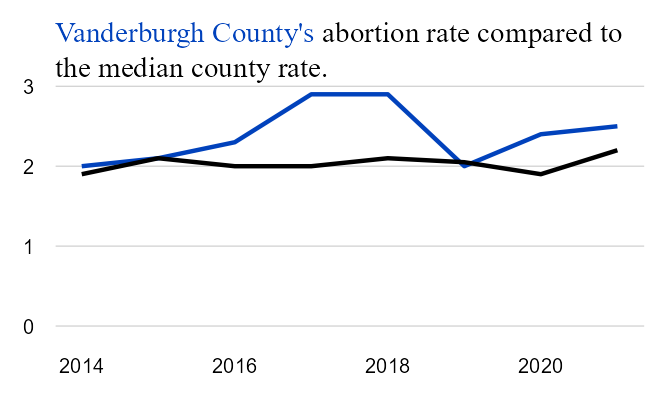 Vanderburgh County's abortion rate compared to
the median county rate.
3
2
1
0
2014 2016 2018 2020